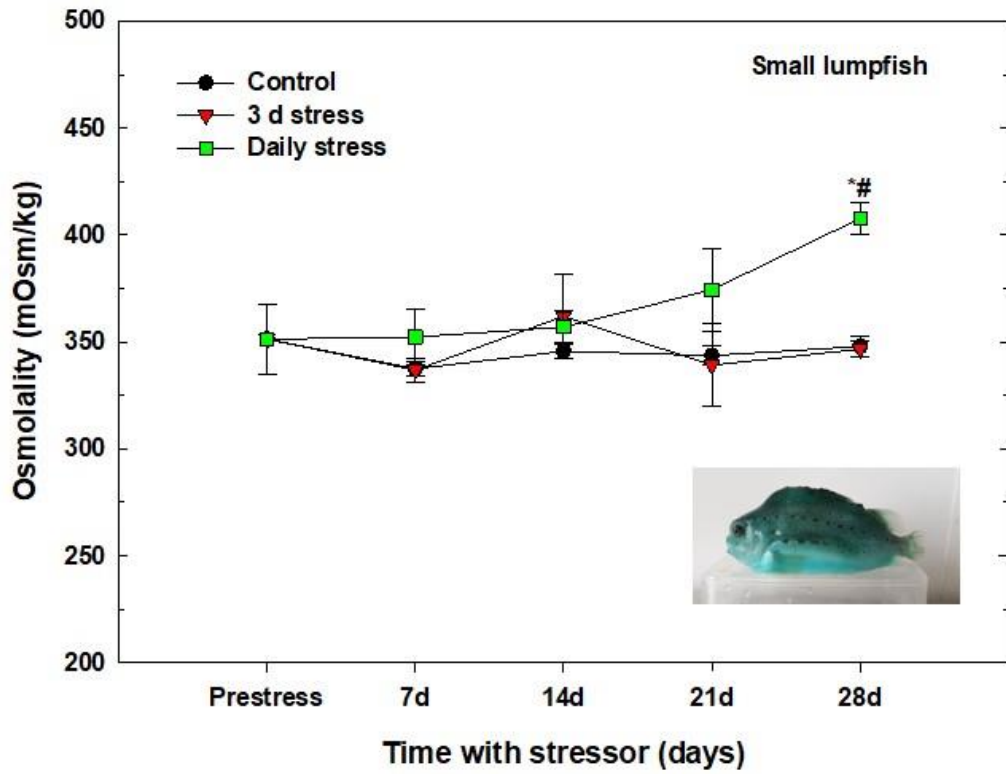 500
450
400
350
300
250
200
Osmolality (mOsm/kg)
Small lumpfish
Control
3 d stress
Daily stress
*#
Prestress 7d 14d 21d 28d
Time with stressor (days)